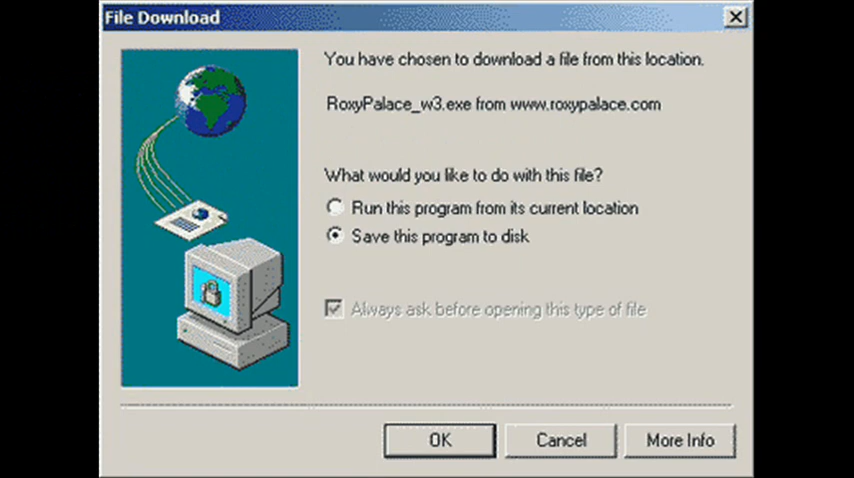 File Download
You have chosen to download a file from this location.
RoxyPalace_w3.exe from www.roxypalace.com
What would you like to do with this file?
Run this program from its current location
Save this program to disk
Always ask before opening this type of file
OK
Cancel
More Info